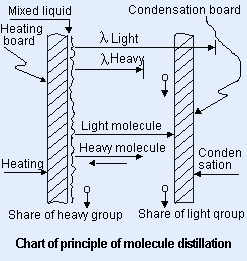 Mixed liquid
Condensation board
Heating
board
λ Light
λ Heavy
Light molecule
Heavy molecule
Heating
Conden
sation
Share of heavy group
Share of light group
Chart of principle of molecule distillation